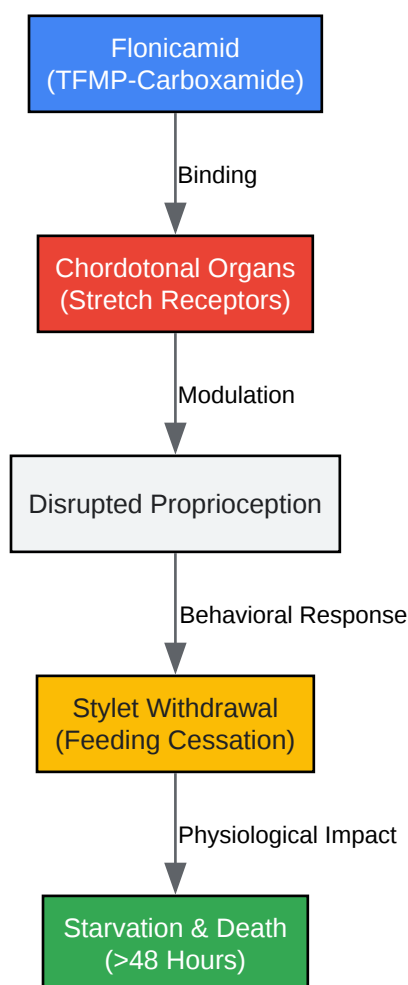 Flonicamid
(TFMP-Carboxamide)
Binding
Chordotonal Organs
(Stretch Receptors)
Modulation
Disrupted Proprioception
Behavioral Response
Stylet Withdrawal
(Feeding Cessation)
Physiological Impact
Starvation & Death
(>48 Hours)